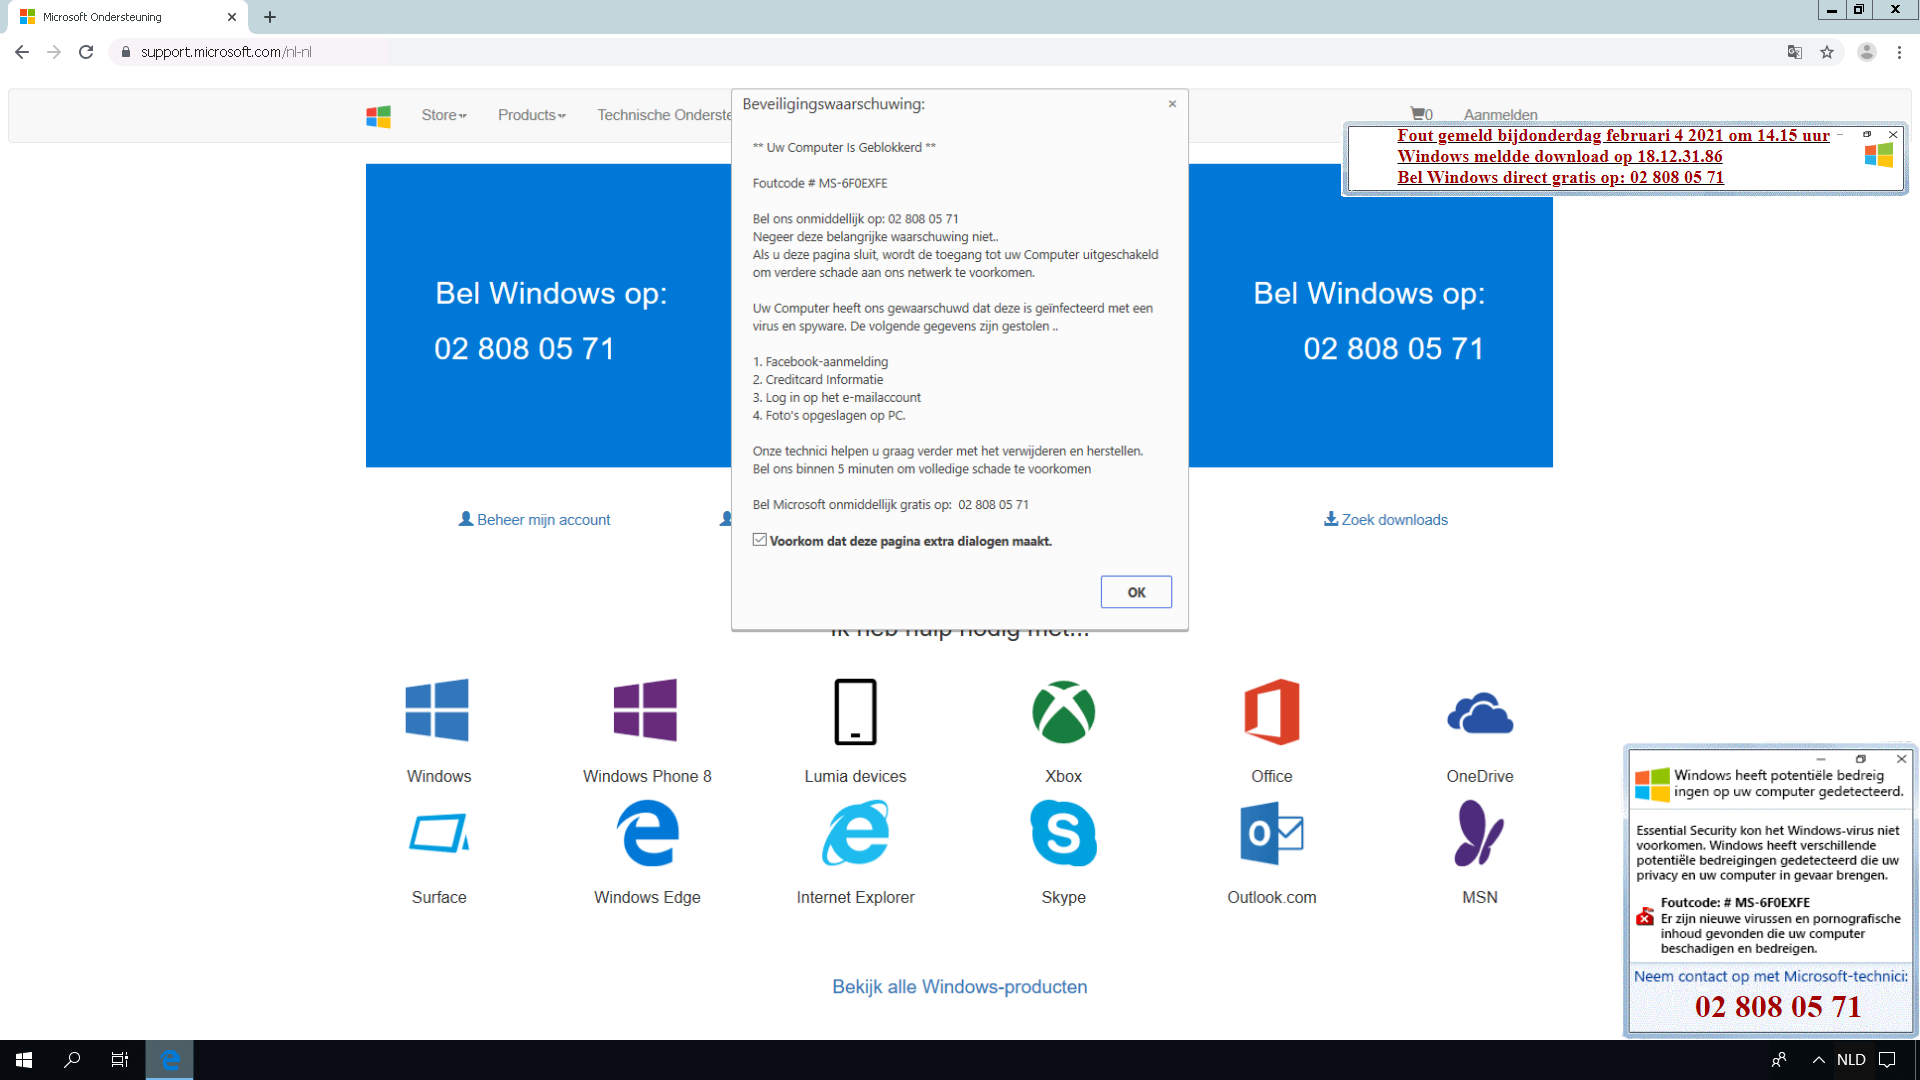 Microsoft Ondersteuning
support.microsoft.com/nl-nl
Store
Products
Technische Onderste
0
Aanmelden
Fout gemeld bijdonderdag februari 4 2021 om 14.15 uur
Windows meldde download op 18.12.31.86
Bel Windows direct gratis op: 02 808 05 71
Beveiligingswaarschuwing:
** Uw Computer Is Geblokkerd **
Foutcode # MS-6F0EXFE
Bel ons onmiddellijk op: 02 808 05 71
Negeer deze belangrijke waarschuwing niet..
Als u deze pagina sluit, wordt de toegang tot uw Computer uitgeschakeld
om verdere schade aan ons netwerk te voorkomen.
Uw Computer heeft ons gewaarschuwd dat deze is geïnfecteerd met een
virus en spyware. De volgende gegevens zijn gestolen ..
1. Facebook-aanmelding
2. Creditcard Informatie
3. Log in op het e-mailaccount
4. Foto's opgeslagen op PC.
Onze technici helpen u graag verder met het verwijderen en herstellen.
Bel ons binnen 5 minuten om volledige schade te voorkomen
Bel Microsoft onmiddellijk gratis op: 02 808 05 71
Voorkom dat deze pagina extra dialogen maakt.
OK
Bel Windows op:
02 808 05 71
Bel Windows op:
02 808 05 71
Beheer mijn account
Zoek downloads
Ik heb hulp nodig met...
Windows
Windows Phone 8
Lumia devices
Xbox
Office
OneDrive
Surface
Windows Edge
Internet Explorer
Skype
Outlook.com
MSN
Bekijk alle Windows-producten
Windows heeft potentiële bedreig
ingen op uw computer gedetecteerd.
Essential Security kon het Windows-virus niet
voorkomen. Windows heeft verschillende
potentiële bedreigingen gedetecteerd die uw
privacy en uw computer in gevaar brengen.
Foutcode: # MS-6F0EXFE
Er zijn nieuwe virussen en pornografische
inhoud gevonden die uw computer
beschadigen en bedreigen.
Neem contact op met Microsoft-technici:
02 808 05 71
NLD